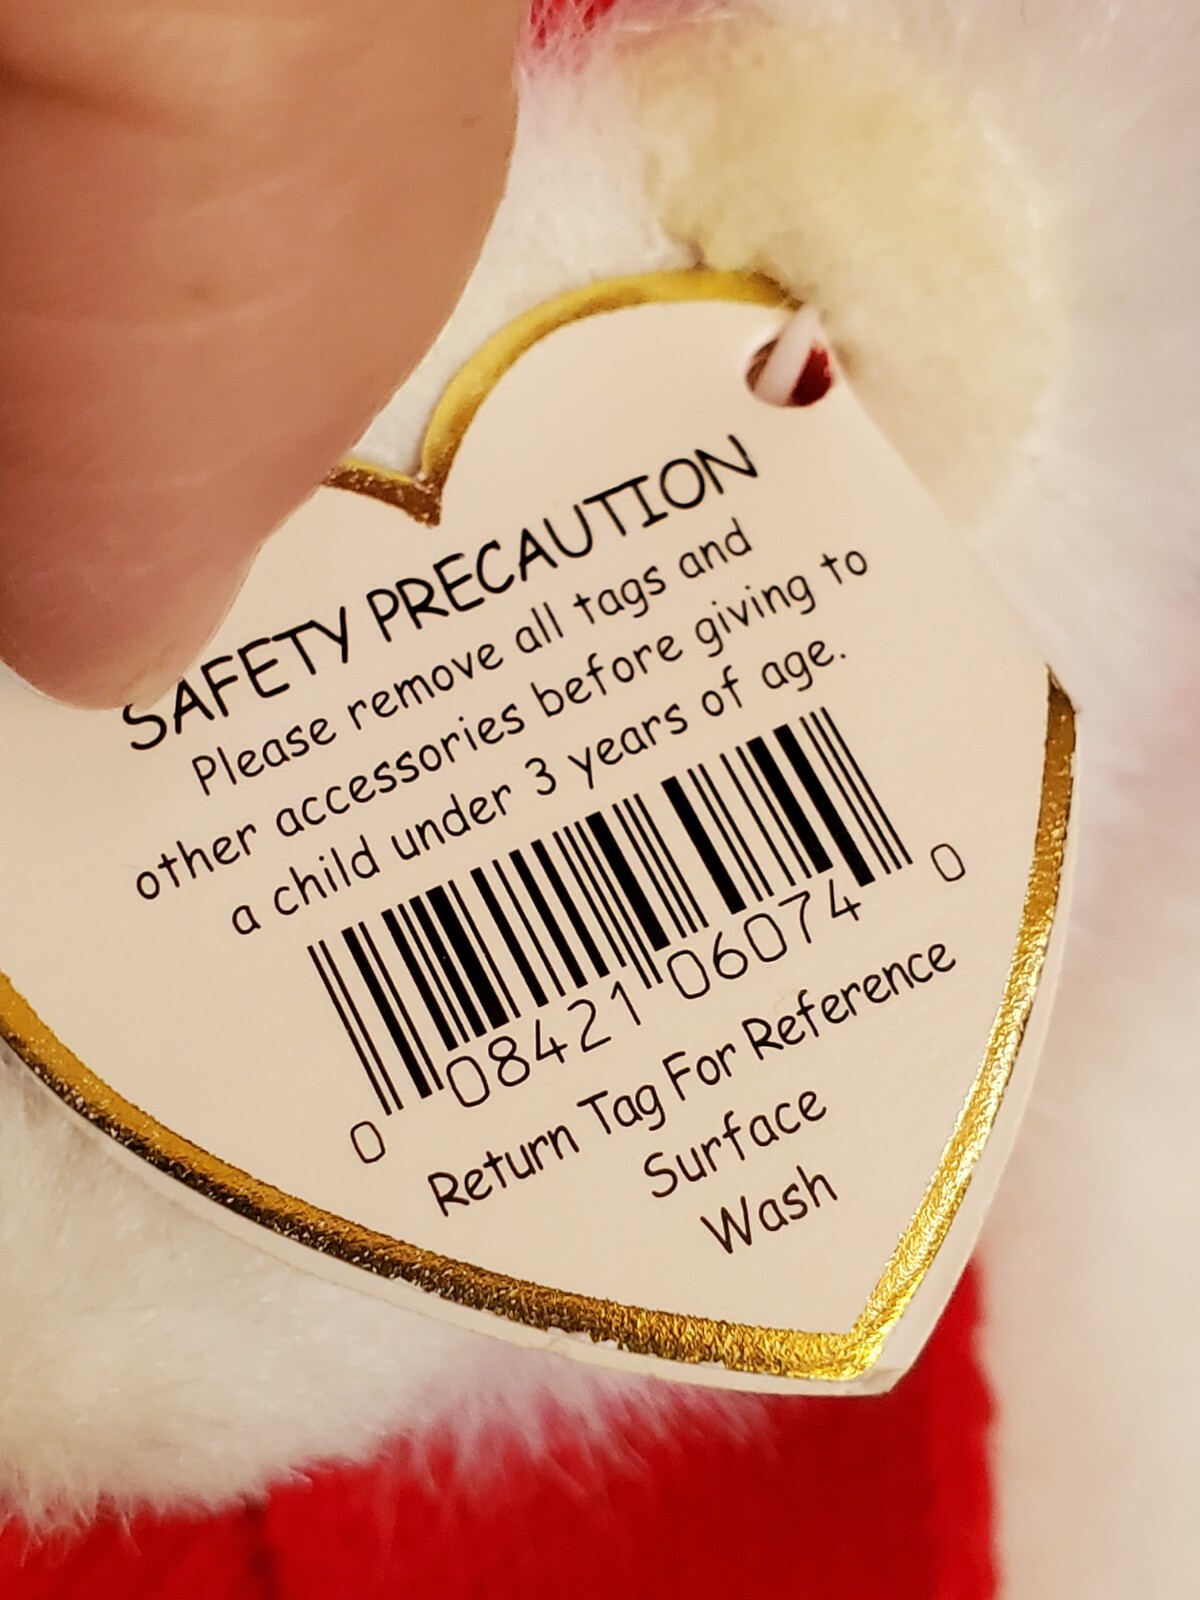 SAFETY PRECAUTION
Please remove all tags and
other accessories before giving to
a child under 3 years of age.
0 08421 06074 0
Return Tag For Reference
Surface
Wash